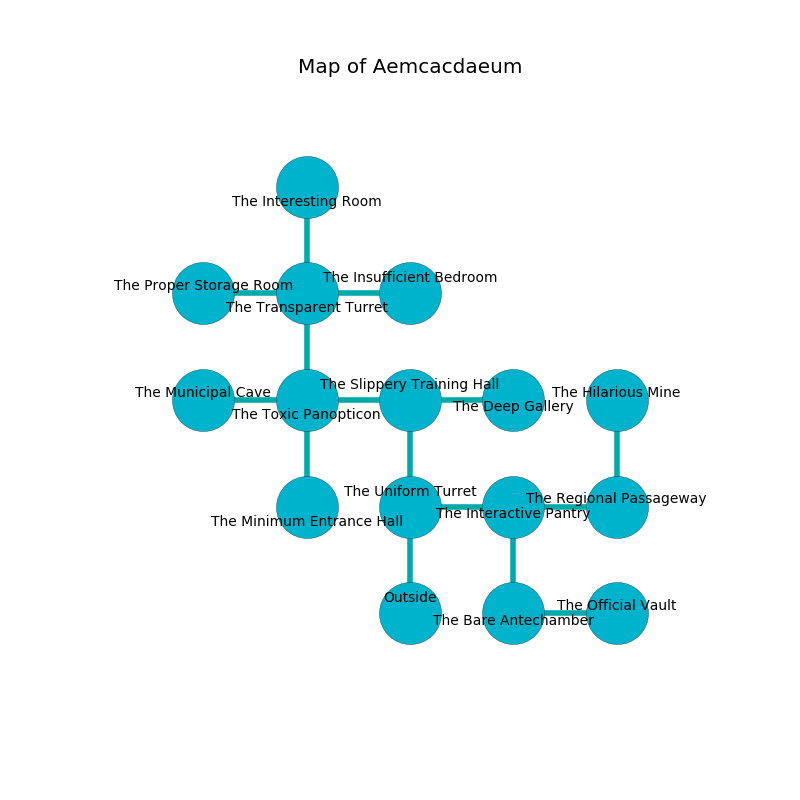 Map of Aemcacdaeum
The Interesting Room
The Insufficient Bedroom
The Proper Storage Room
The Transparent Turret
The Slippery Training Hall
The Municipal Cave
The Hilarious Mine
The Deep Gallery
The Toxic Panopticon
The Uniform Turret
The Regional Passageway
The Interactive Pantry
The Minimum Entrance Hall
Outside
The Official Vault
The Bare Antechamber